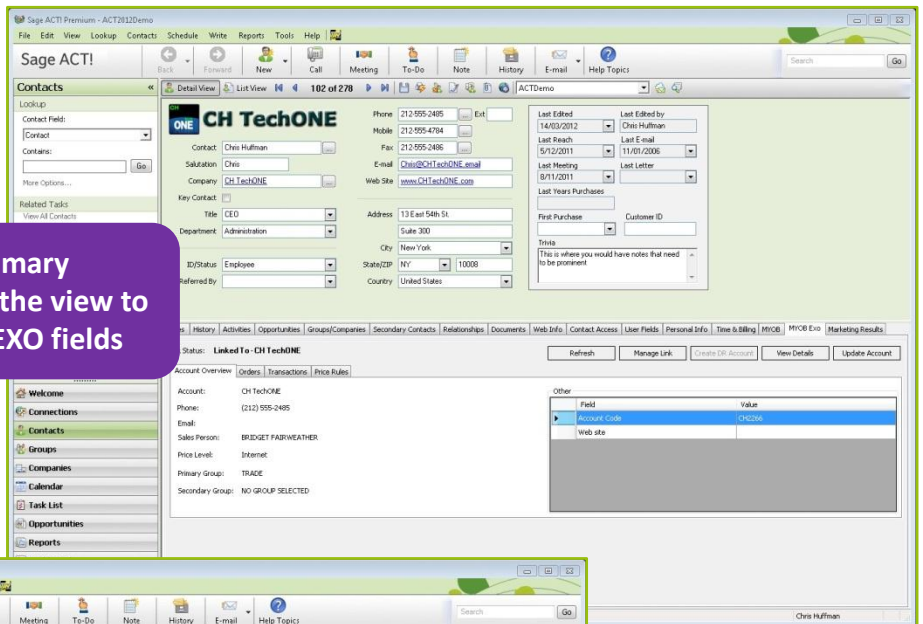 Sage ACT! Premium - ACT2012Demo
File Edit View Lookup Contacts Schedule Write Reports Tools Help
Sage ACT!
Back Forward New Call Meeting To-Do Note History E-mail Help Topics
Search Go
Contacts «
Detail View List View 102 of 278 ACTDemo
Lookup
Contact Field:
Contact
Contains:
Go
More Options...
Related Tasks
View All Contacts
CH
ONE CH TechONE
Contact Chris Huffman
Salutation Chris
Company CH TechONE
Key Contact
Title CEO
Department Administration
ID/Status Employee
Referred By
Phone 212-555-2485 Ext
Mobile 212-555-4784
Fax 212-555-2486
E-mail Chris@CHTechONE.email
Web Site www.CHTechONE.com
Address 13 East 54th St.
Suite 300
City New York
State/ZIP NY 10008
Country United States
Last Edited Last Edited by
14/03/2012 Chris Huffman
Last Reach Last E-mail
5/12/2011 11/01/2006
Last Meeting Last Letter
8/11/2011
Last Years Purchases
First Purchase Customer ID
Trivia
This is where you would have notes that need
to be prominent
mary
the view to
EXO fields
History Activities Opportunities Groups/Companies Secondary Contacts Relationships Documents Web Info Contact Access User Fields Personal Info Time & Billing MYOB MYOB Exo Marketing Results
Status: Linked To - CH TechONE
Refresh Manage Link Create DR Account View Details Update Account
Account Overview Orders Transactions Price Rules
Account: CH TechONE
Phone: (212) 555-2485
Email:
Sales Person: BRIDGET FAIRWEATHER
Price Level: Internet
Primary Group: TRADE
Secondary Group: NO GROUP SELECTED
Other
Field Value
Account Code CH2266
Web site
Welcome
Connections
Contacts
Groups
Companies
Calendar
Task List
Opportunities
Reports
Chris Huffman
Meeting To-Do Note History E-mail Help Topics
Search Go